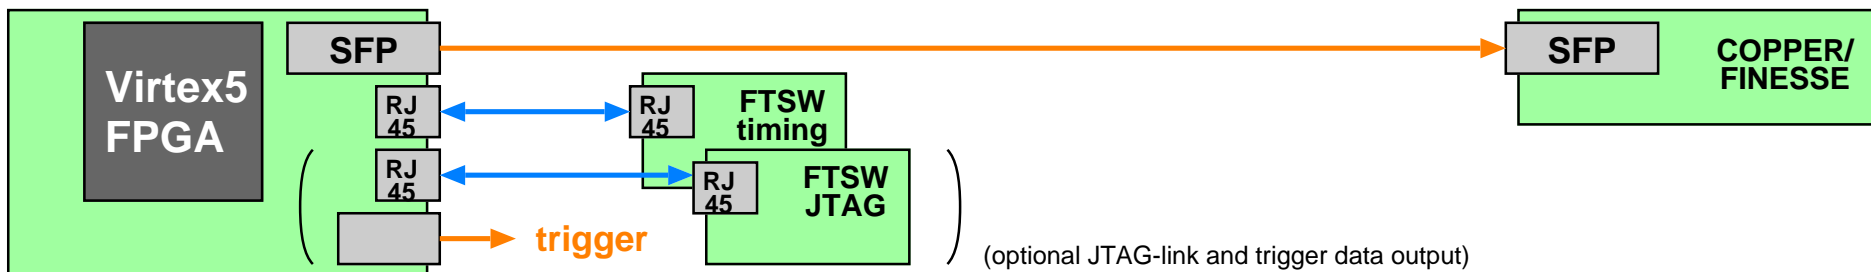 Virtex5
FPGA
SFP
RJ
45
RJ
45
RJ
45
FTSW
timing
RJ
45
FTSW
JTAG
trigger
SFP
COPPER/
FINESSE
(optional JTAG-link and trigger data output)